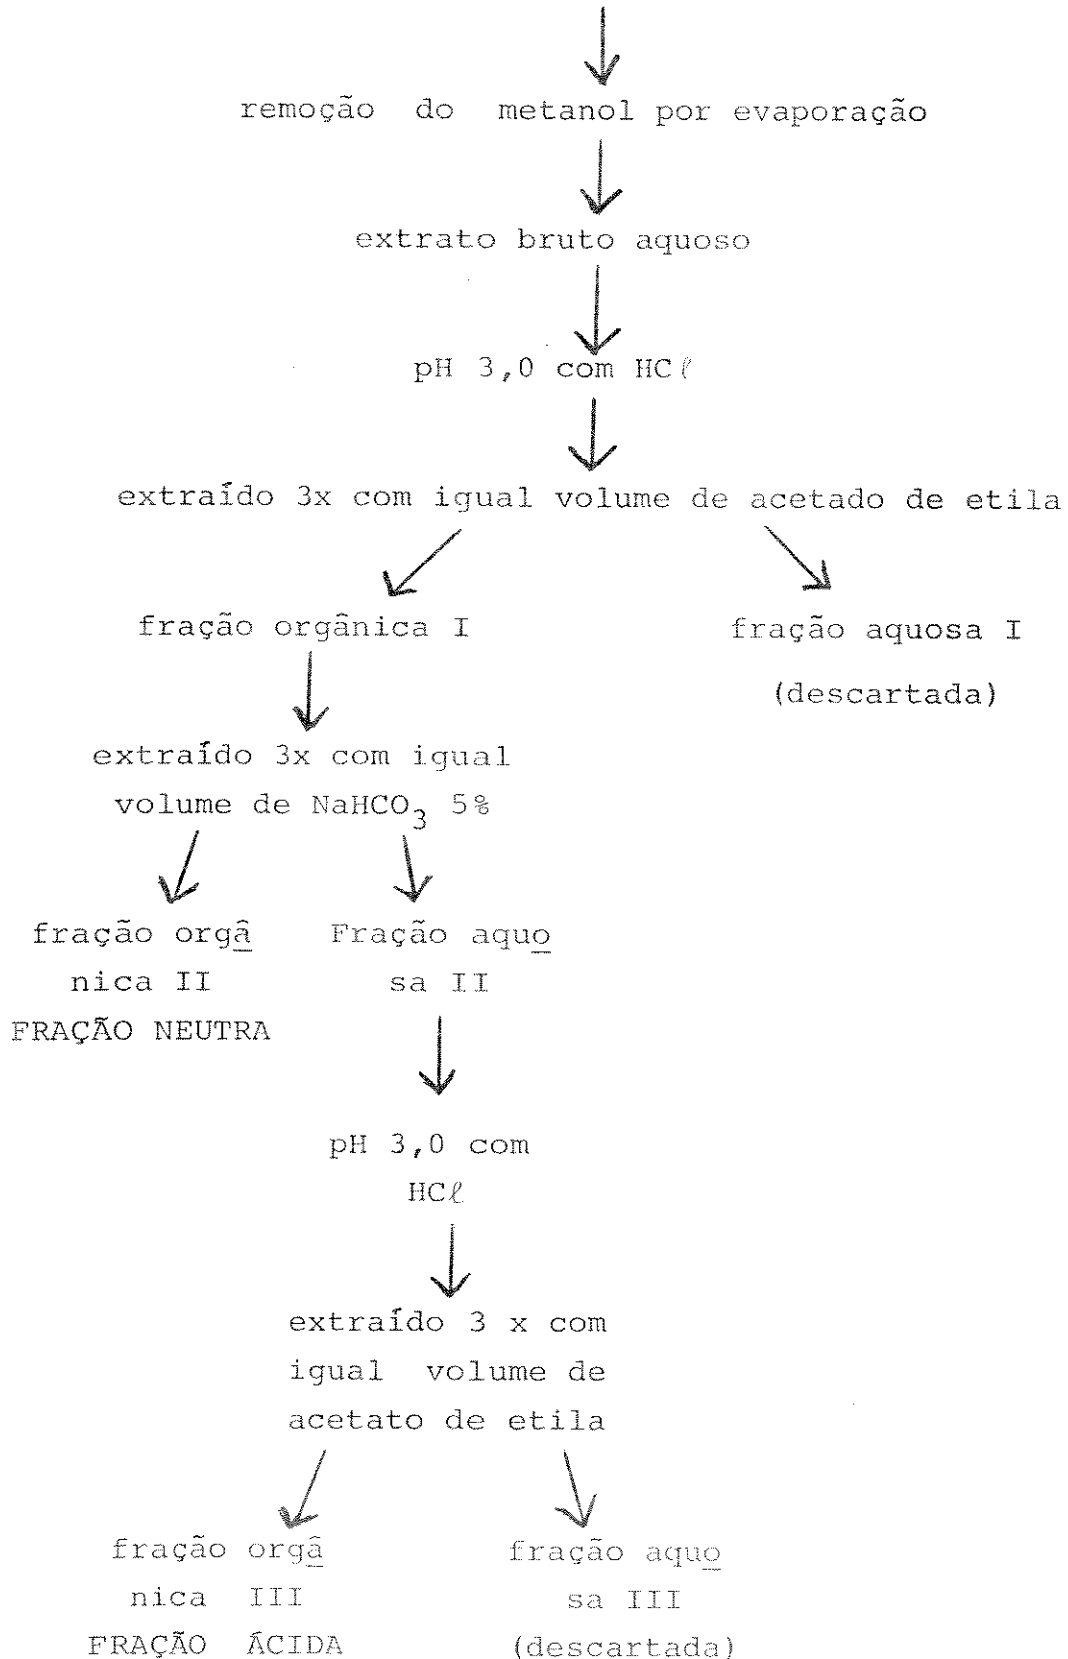 remoção do metanol por evaporação
extrato bruto aquoso
pH 3,0 com HCℓ
extraído 3x com igual volume de acetado de etila
fração orgânica I
fração aquosa I
(descartada)
extraído 3x com igual
volume de NaHCO₃ 5%
fração orgâ
nica II
FRAÇÃO NEUTRA
Fração aquo
sa II
pH 3,0 com
HCℓ
extraído 3 x com
igual volume de
acetato de etila
fração orgâ
nica III
FRAÇÃO ÁCIDA
fração aquo
sa III
(descartada)